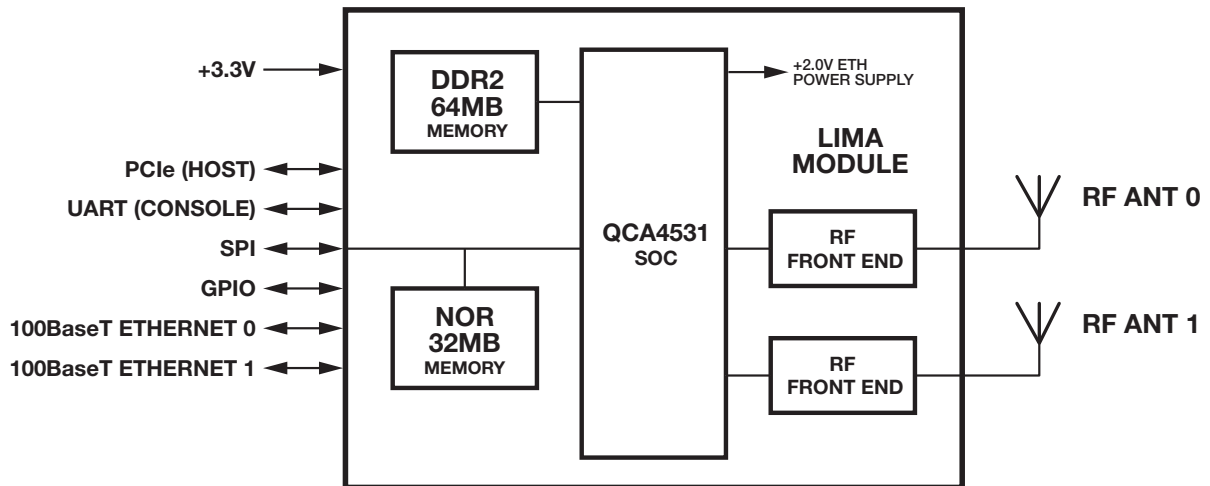 +3.3V
PCIe (HOST)
UART (CONSOLE)
SPI
GPIO
100BaseT ETHERNET 0
100BaseT ETHERNET 1
DDR2
64MB
MEMORY
NOR
32MB
MEMORY
QCA4531
SOC
+2.0V ETH
POWER SUPPLY
LIMA
MODULE
RF
FRONT END
RF
FRONT END
RF ANT 0
RF ANT 1